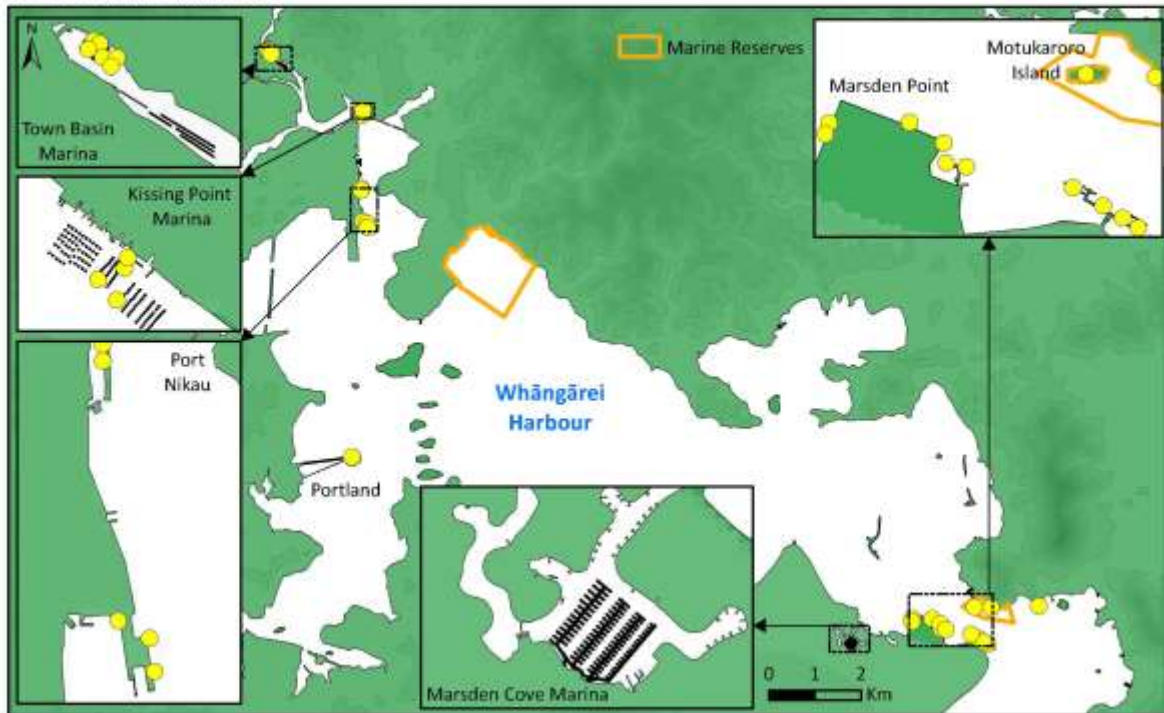 N
Town Basin
Marina
Kissing Point
Marina
Port
Nikau
Marine Reserves
Motukaroro
Island
Marsden Point
Whāngārei
Harbour
Portland
Marsden Cove Marina
0 1 2
Km